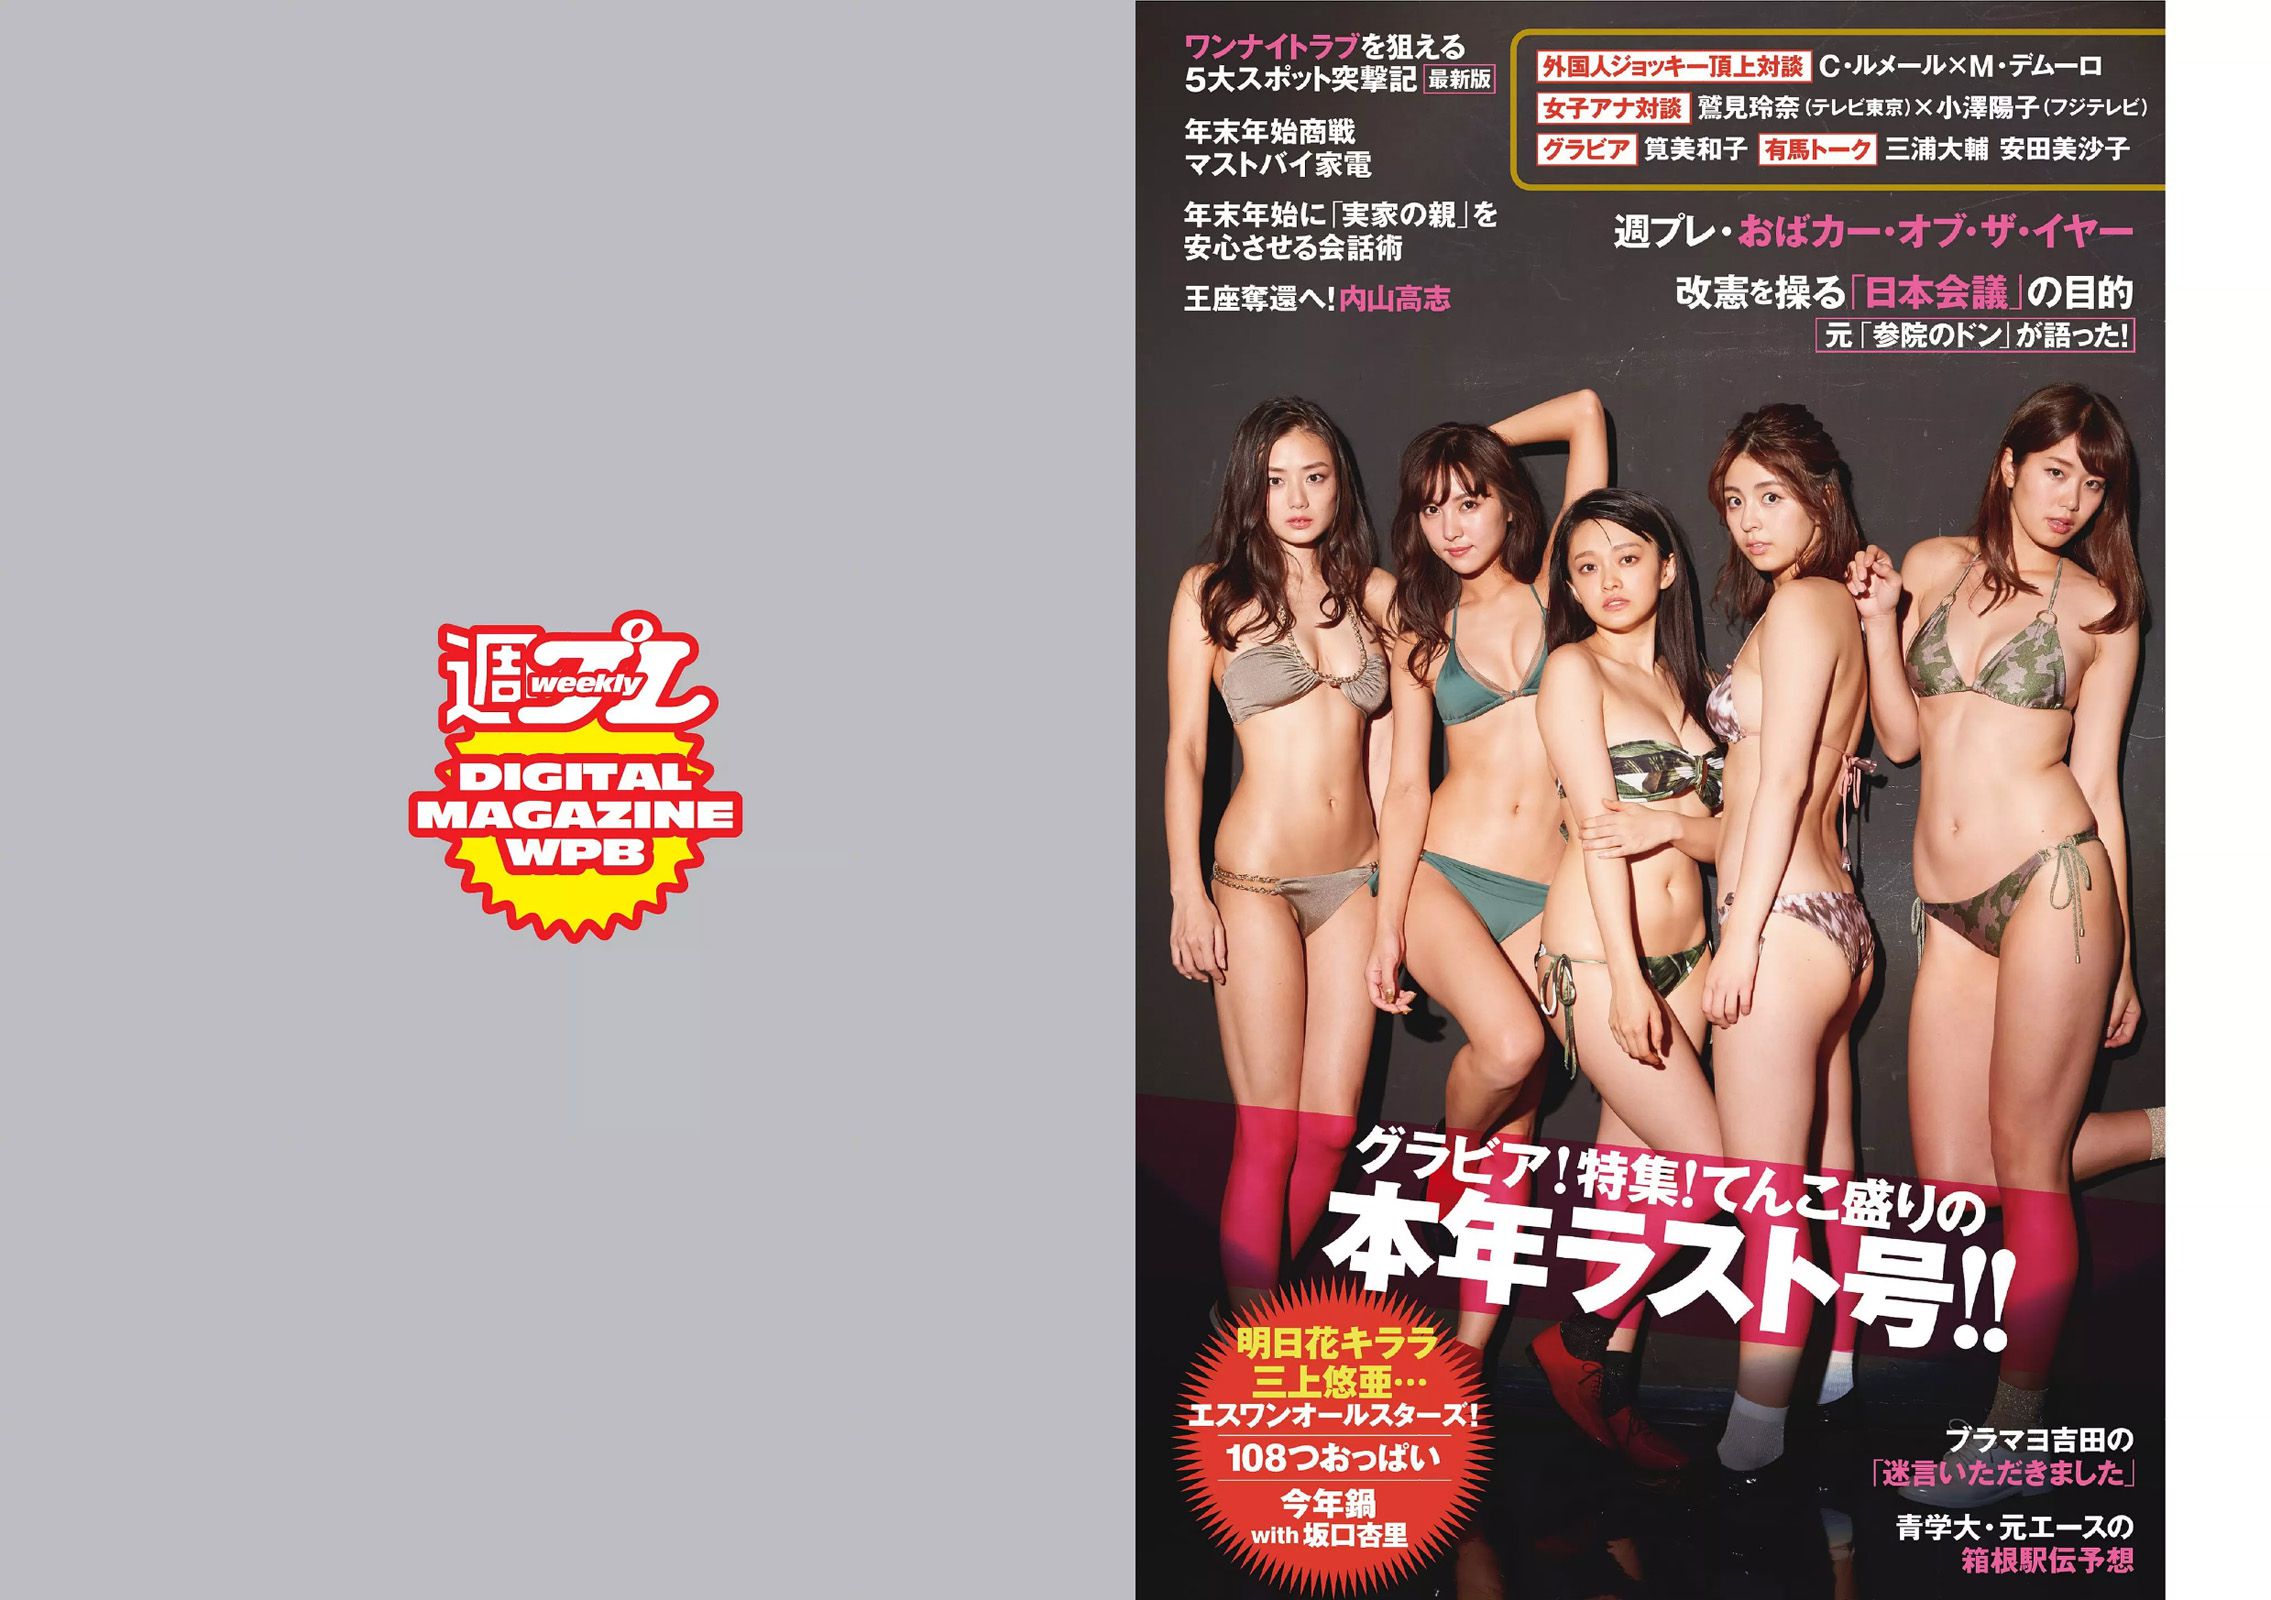 週プレ
weekly
DIGITAL
MAGAZINE
WPB
ワンナイトラブを狙える
5大スポット突撃記 最新版
年末年始商戦
マストバイ家電
年末年始に「実家の親」を
安心させる会話術
王座奪還へ!内山高志
外国人ジョッキー頂上対談 C・ルメール×M・デムーロ
女子アナ対談 鷲見玲奈(テレビ東京)×小澤陽子(フジテレビ)
グラビア 筧美和子 有馬トーク 三浦大輔 安田美沙子
週プレ・おばカー・オブ・ザ・イヤー
改憲を操る「日本会議」の目的
元「参院のドン」が語った!
グラビア!特集!てんこ盛りの
本年ラスト号!!
明日花キララ
三上悠亜…
エスワンオールスターズ!
108つおっぱい
今年鍋
with 坂口杏里
ブラマヨ吉田の
「迷言いただきました」
青学大・元エースの
箱根駅伝予想